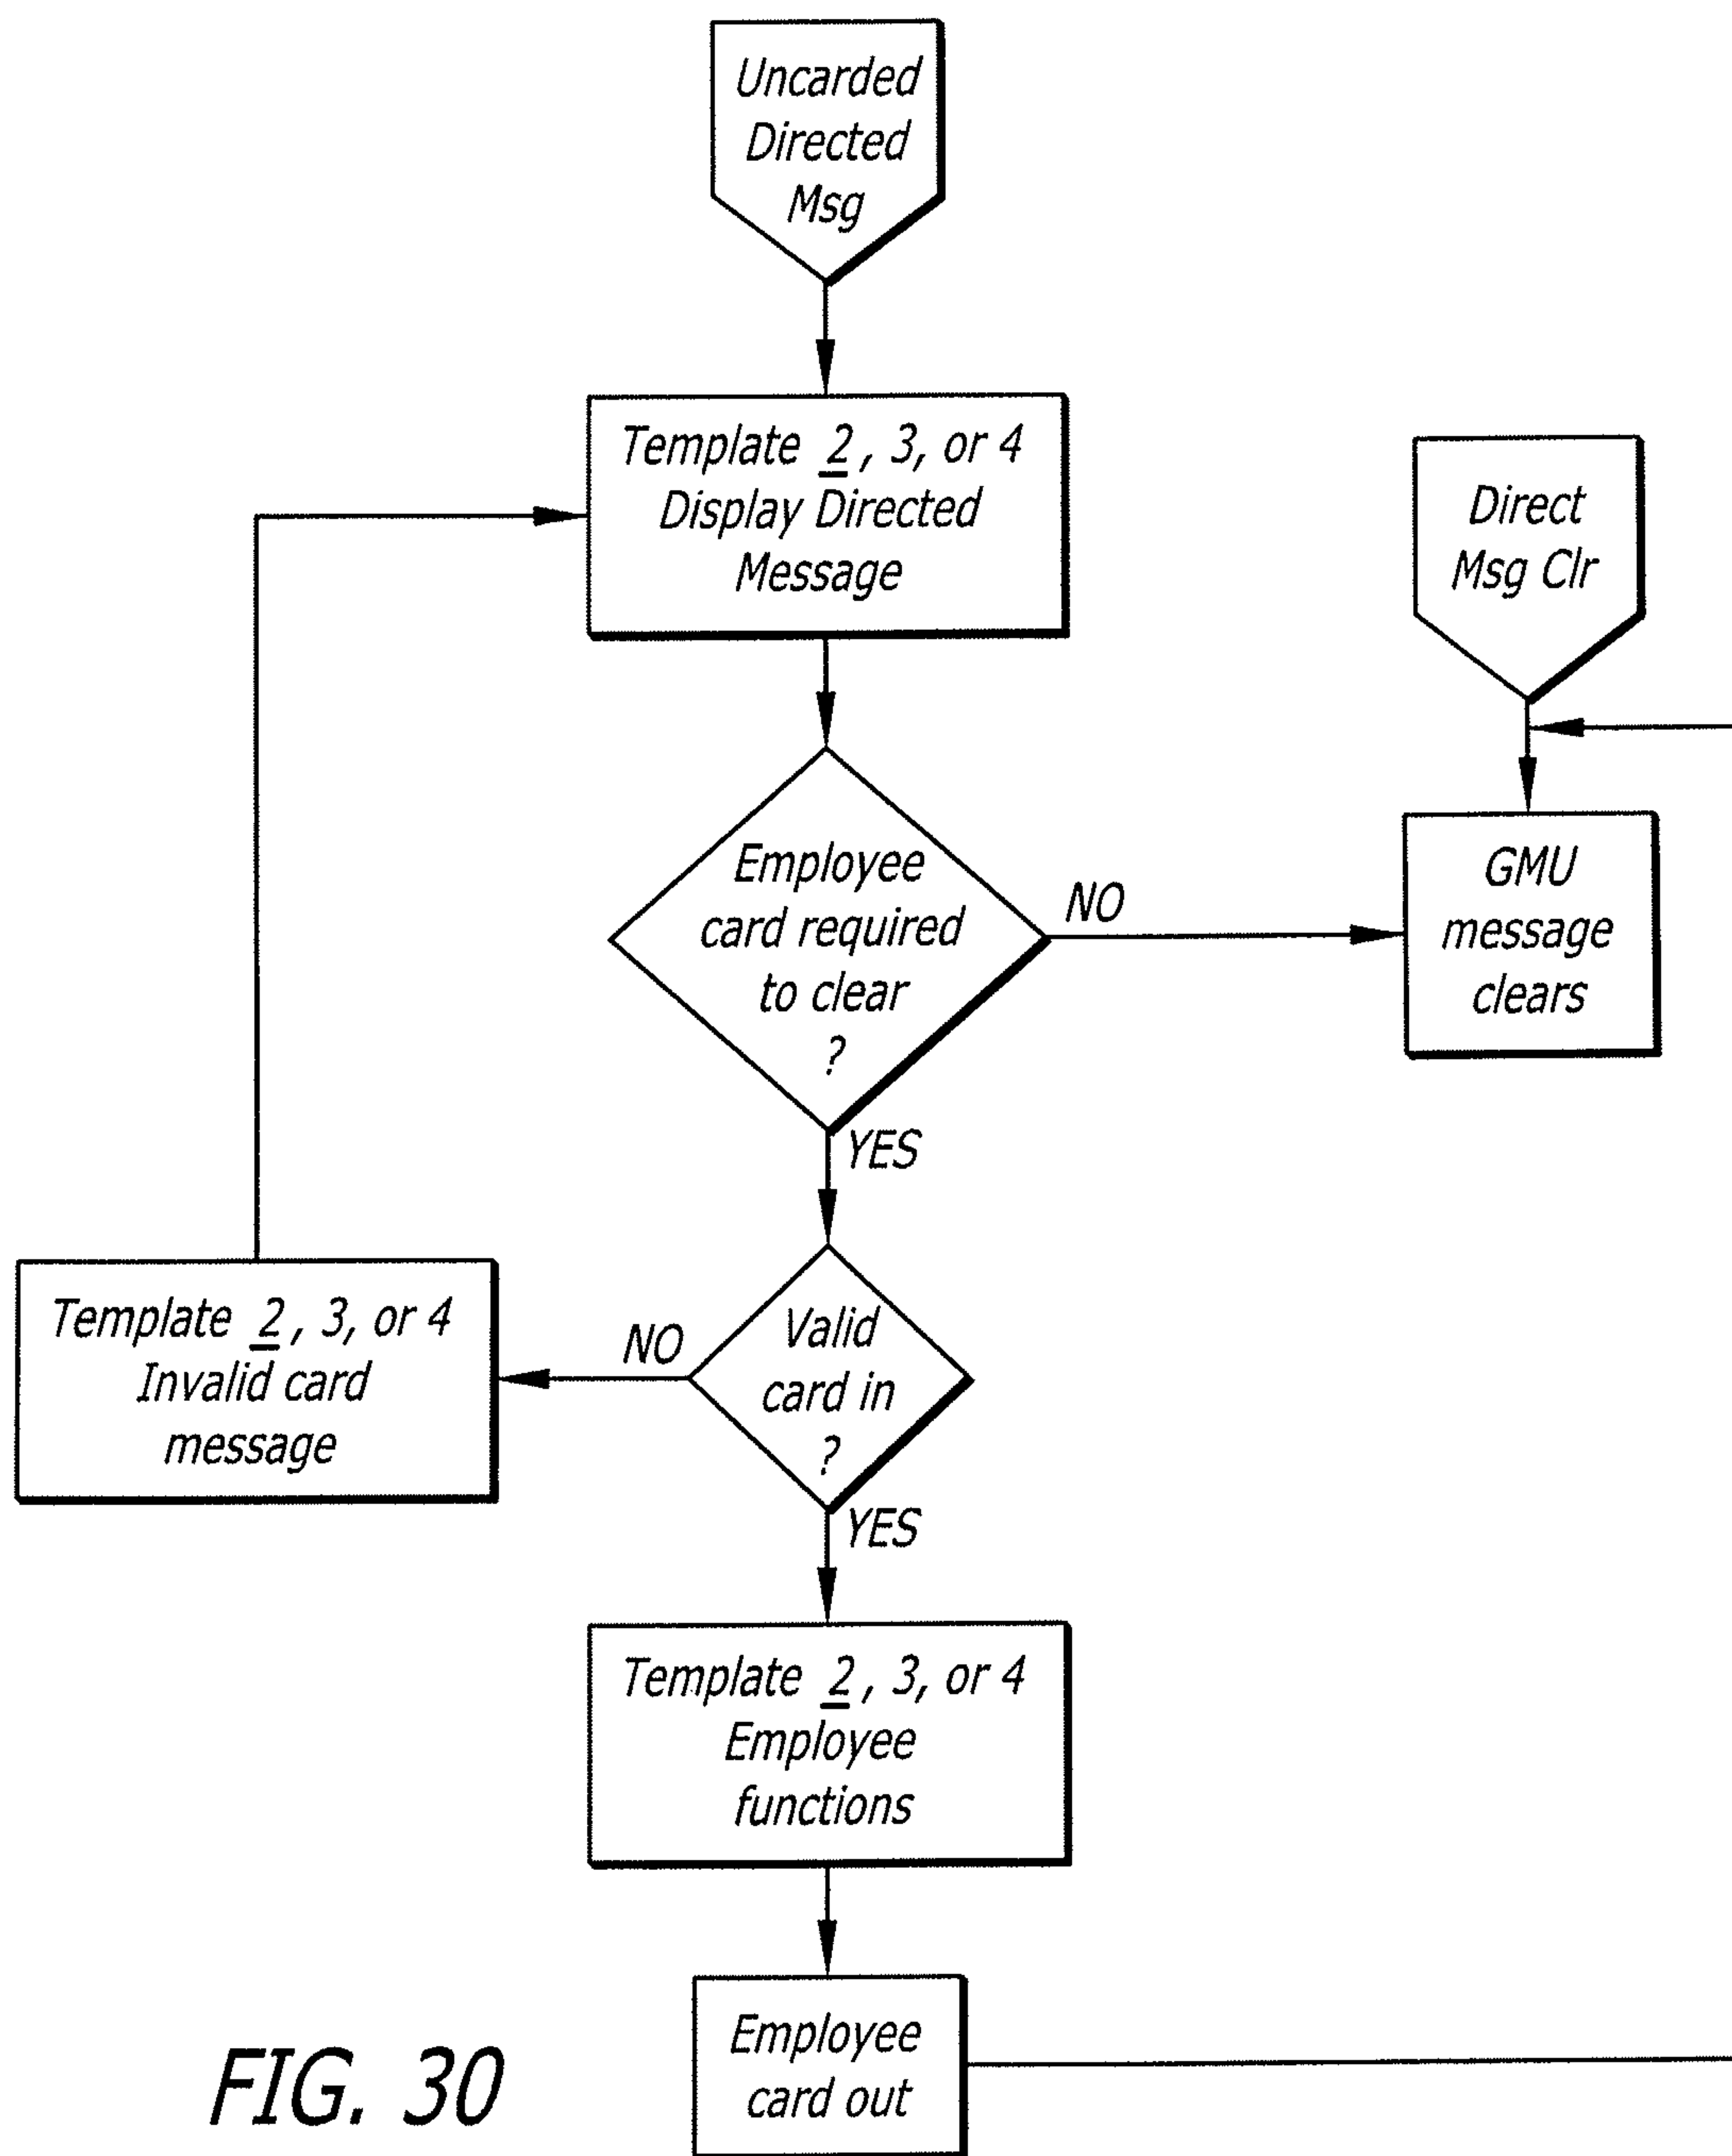 Uncarded
Directed
Msg
Template 2, 3, or 4
Display Directed
Message
Direct
Msg Clr
Employee
card required
to clear
?
NO
GMU
message
clears
YES
Template 2, 3, or 4
Invalid card
message
NO
Valid
card in
?
YES
Template 2, 3, or 4
Employee
functions
Employee
card out
FIG. 30